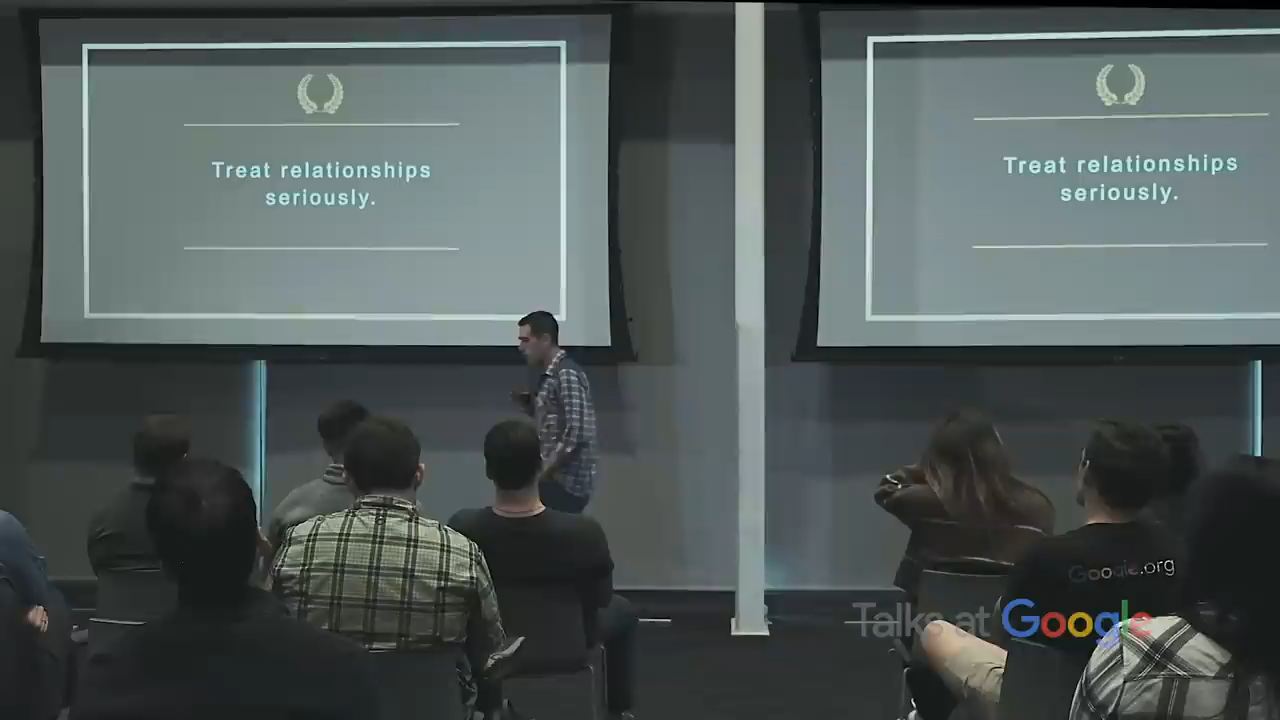 Treat relationships
seriously.
Treat relationships
seriously.
Google.org
Talks at Google